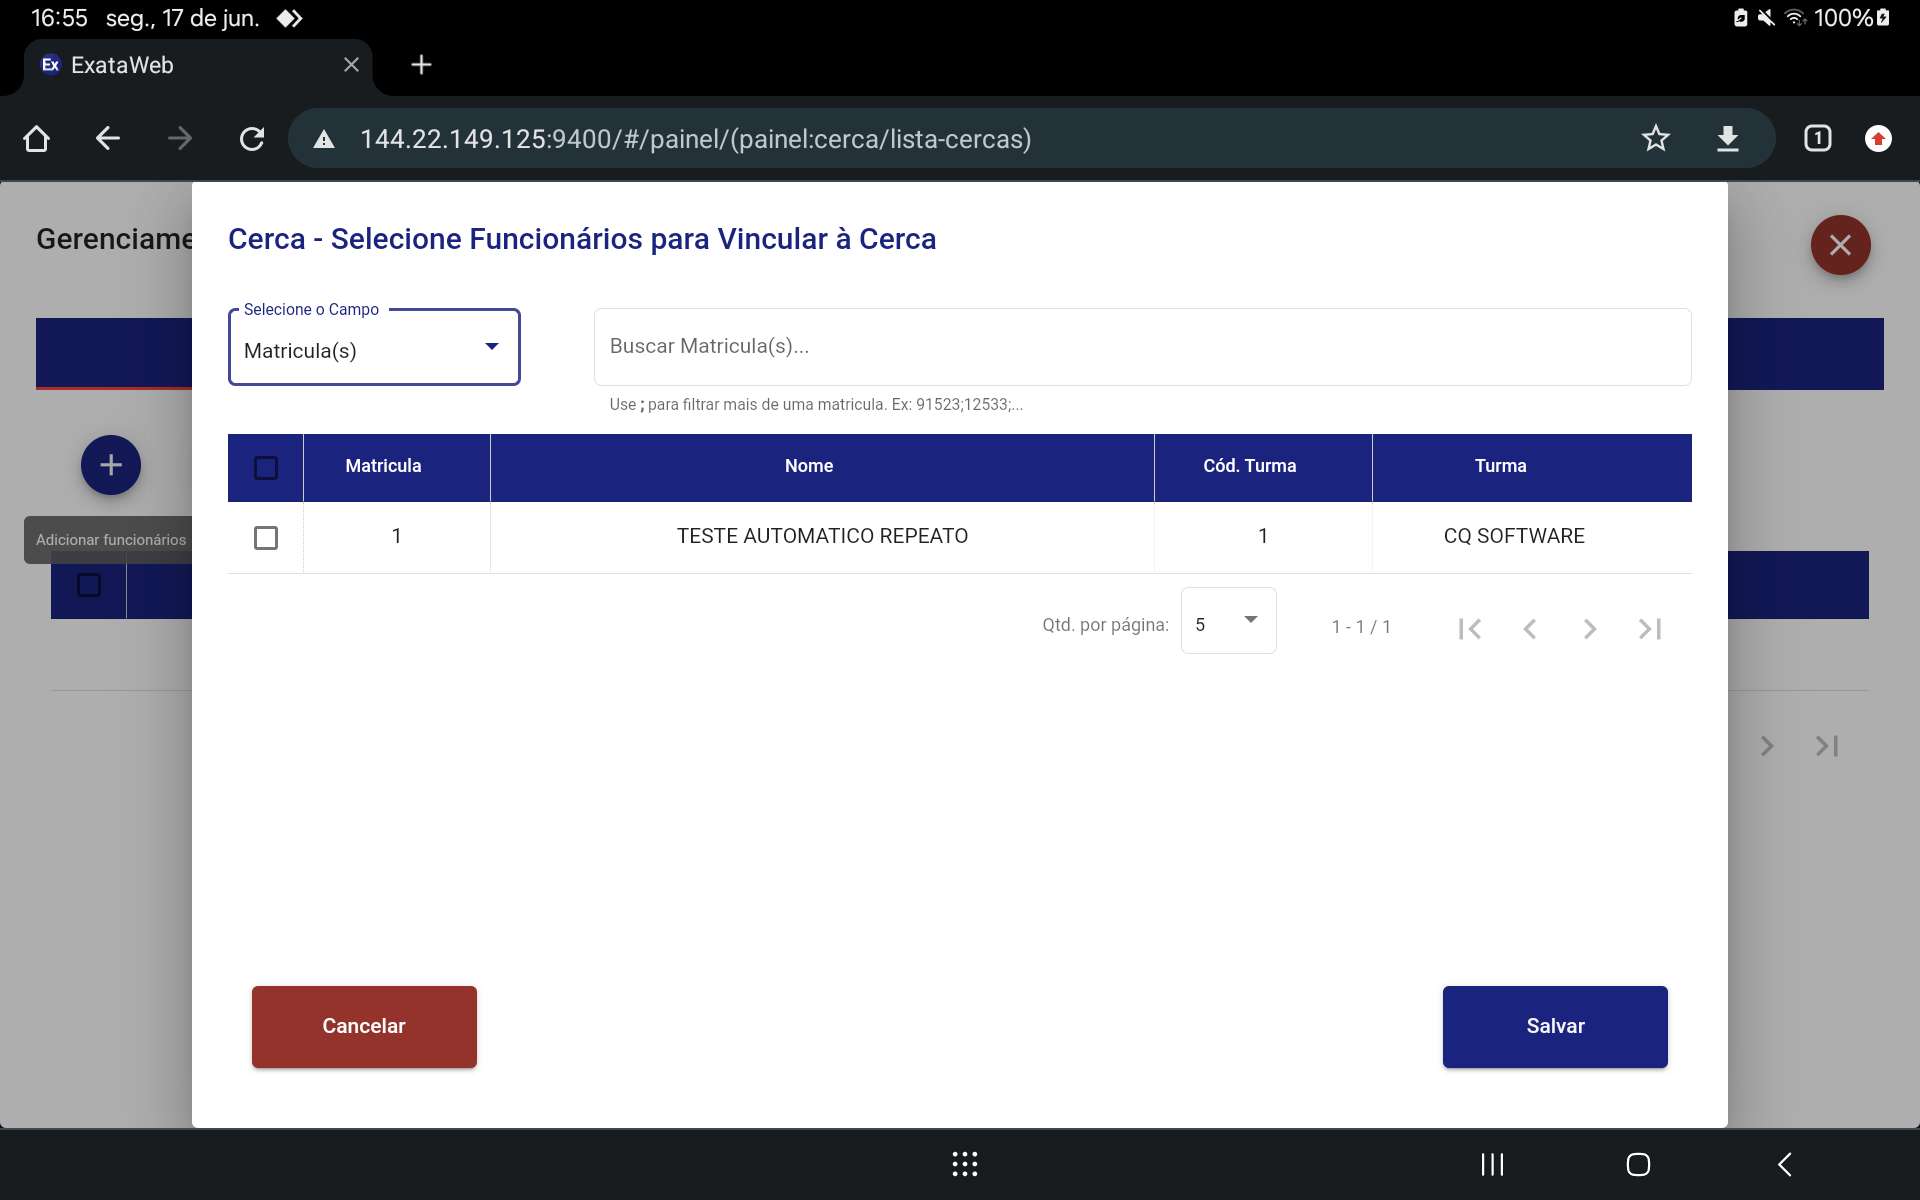 16:55 seg., 17 de jun.
100%
Ex ExataWeb
144.22.149.125:9400/#/painel/(painel:cerca/lista-cercas)
1
Gerenciame
Cerca - Selecione Funcionários para Vincular à Cerca
Selecione o Campo
Matricula(s)
Buscar Matricula(s)...
Use ; para filtrar mais de uma matricula. Ex: 91523;12533;...
Matricula Nome Cód. Turma Turma
1 TESTE AUTOMATICO REPEATO 1 CQ SOFTWARE
Adicionar funcionários
Qtd. por página: 5 1 - 1 / 1
Cancelar Salvar